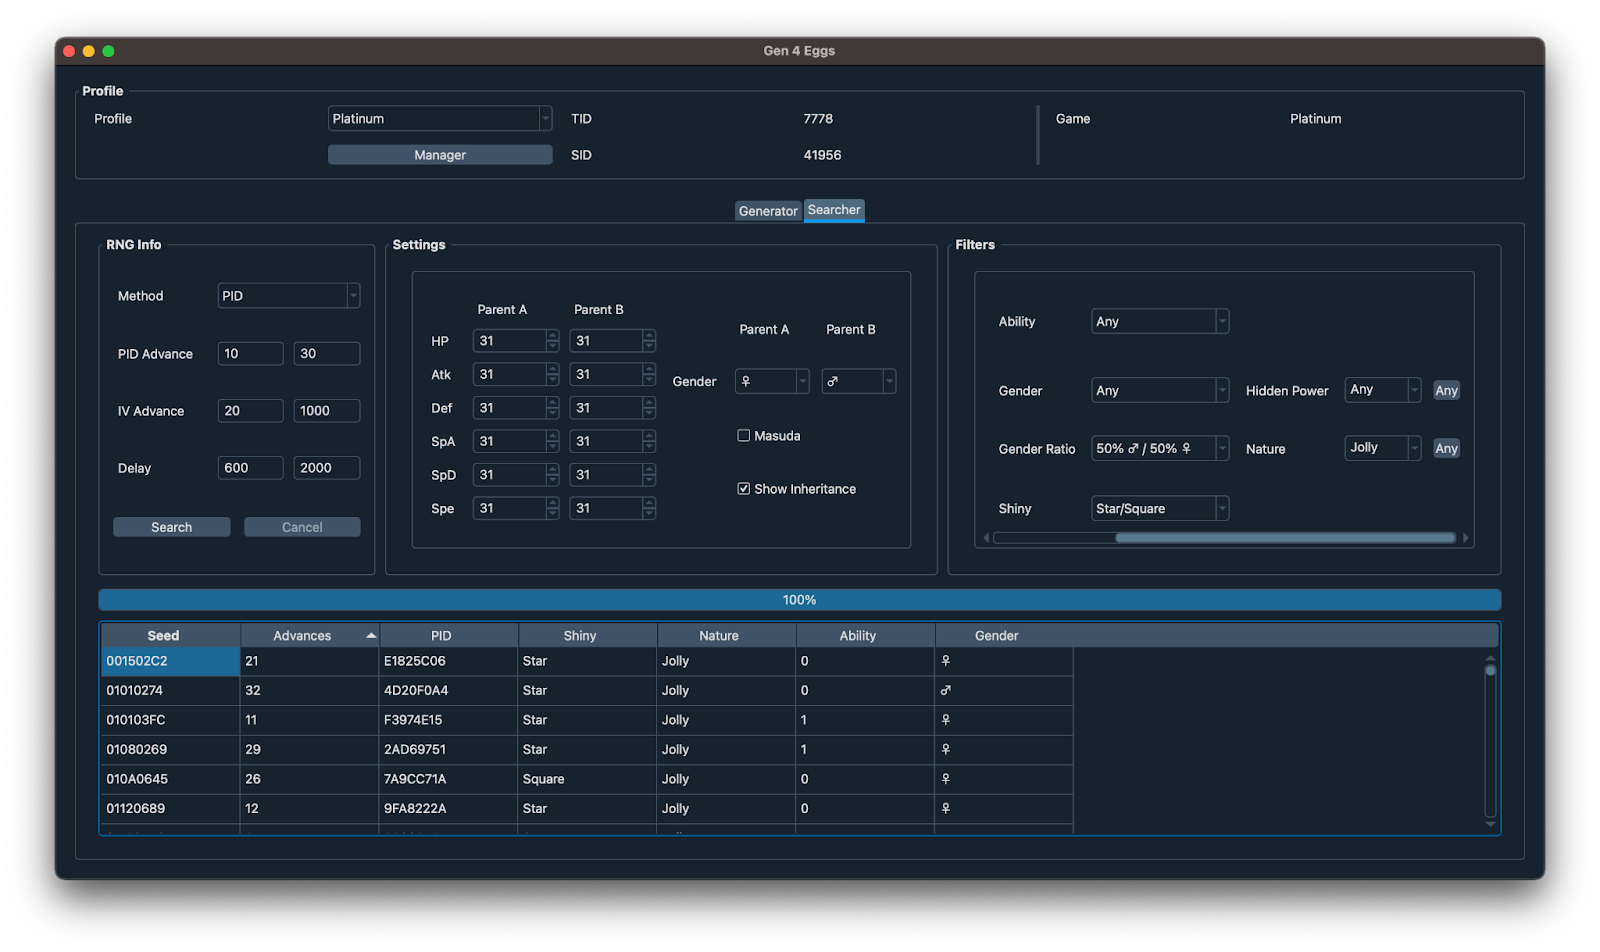 Gen 4 Eggs
Profile
Profile Platinum TID 7778 Game Platinum
Manager SID 41956
Generator Searcher
RNG Info
Method PID
PID Advance 10 30
IV Advance 20 1000
Delay 600 2000
Search Cancel
Settings
Parent A Parent B
HP 31 31
Atk 31 31
Def 31 31
SpA 31 31
SpD 31 31
Spe 31 31
Parent A Parent B
Gender ♀ ♂
Masuda
Show Inheritance
Filters
Ability Any
Gender Any Hidden Power Any Any
Gender Ratio 50% ♂ / 50% ♀ Nature Jolly Any
Shiny Star/Square
100%
Seed Advances PID Shiny Nature Ability Gender
001502C2 21 E1825C06 Star Jolly 0 ♀
01010274 32 4D20F0A4 Star Jolly 0 ♂
010103FC 11 F3974E15 Star Jolly 1 ♀
01080269 29 2AD69751 Star Jolly 1 ♀
010A0645 26 7A9CC71A Square Jolly 0 ♀
01120689 12 9FA8222A Star Jolly 0 ♀